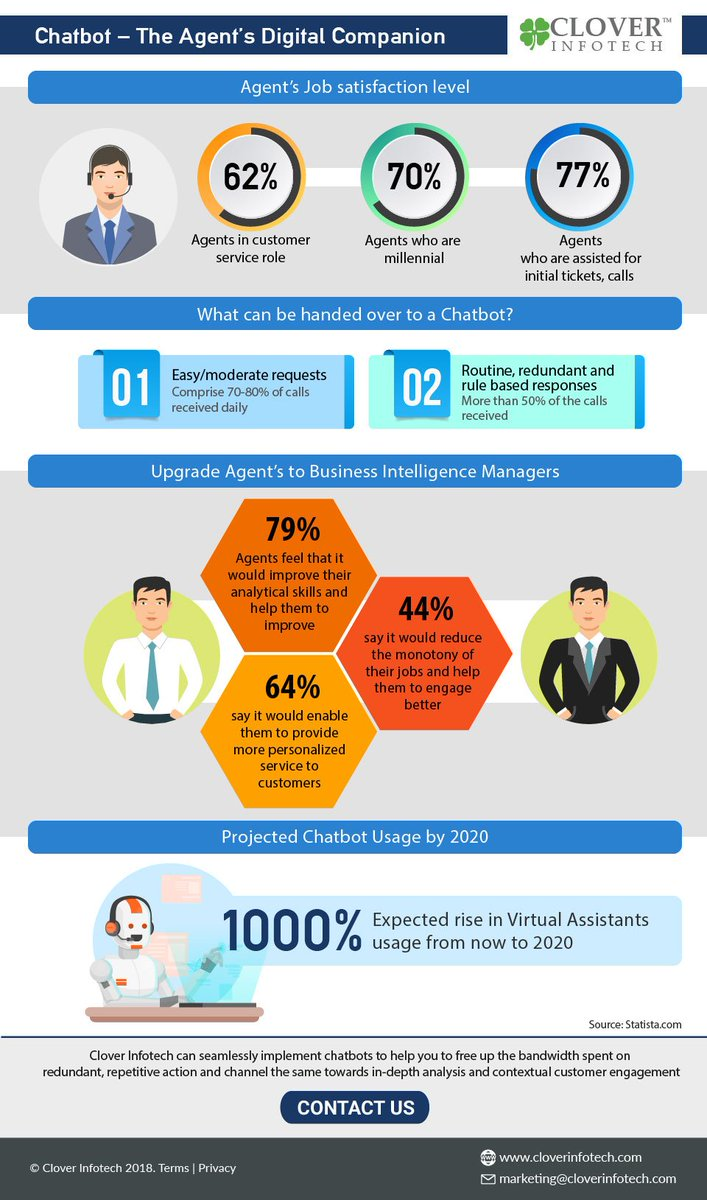 Chatbot – The Agent's Digital Companion
CLOVER™
INFOTECH
Agent's Job satisfaction level
62%
Agents in customer
service role
70%
Agents who are
millennial
77%
Agents
who are assisted for
initial tickets, calls
What can be handed over to a Chatbot?
01
Easy/moderate requests
Comprise 70-80% of calls
received daily
02
Routine, redundant and
rule based responses
More than 50% of the calls
received
Upgrade Agent's to Business Intelligence Managers
79%
Agents feel that it
would improve their
analytical skills and
help them to
improve
44%
say it would reduce
the monotony of
their jobs and help
them to engage
better
64%
say it would enable
them to provide
more personalized
service to
customers
Projected Chatbot Usage by 2020
1000%
Expected rise in Virtual Assistants
usage from now to 2020
Source: Statista.com
Clover Infotech can seamlessly implement chatbots to help you to free up the bandwidth spent on
redundant, repetitive action and channel the same towards in-depth analysis and contextual customer engagement
CONTACT US
© Clover Infotech 2018. Terms | Privacy
www.cloverinfotech.com
marketing@cloverinfotech.com